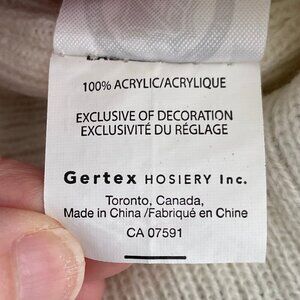 100% ACRYLIC/ACRYLIQUE
EXCLUSIVE OF DECORATION
EXCLUSIVITÉ DU RÉGLAGE
Gertex HOSIERY Inc.
Toronto, Canada,
Made in China /Fabriqué en Chine
CA 07591